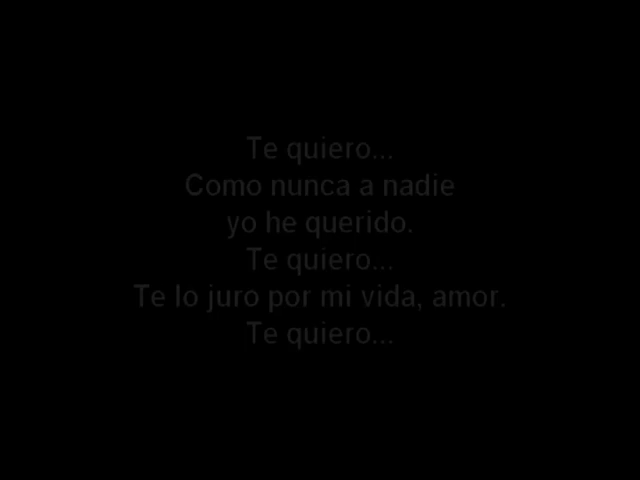 Te quiero...
Como nunca a nadie
yo he querido.
Te quiero...
Te lo juro por mi vida, amor.
Te quiero...